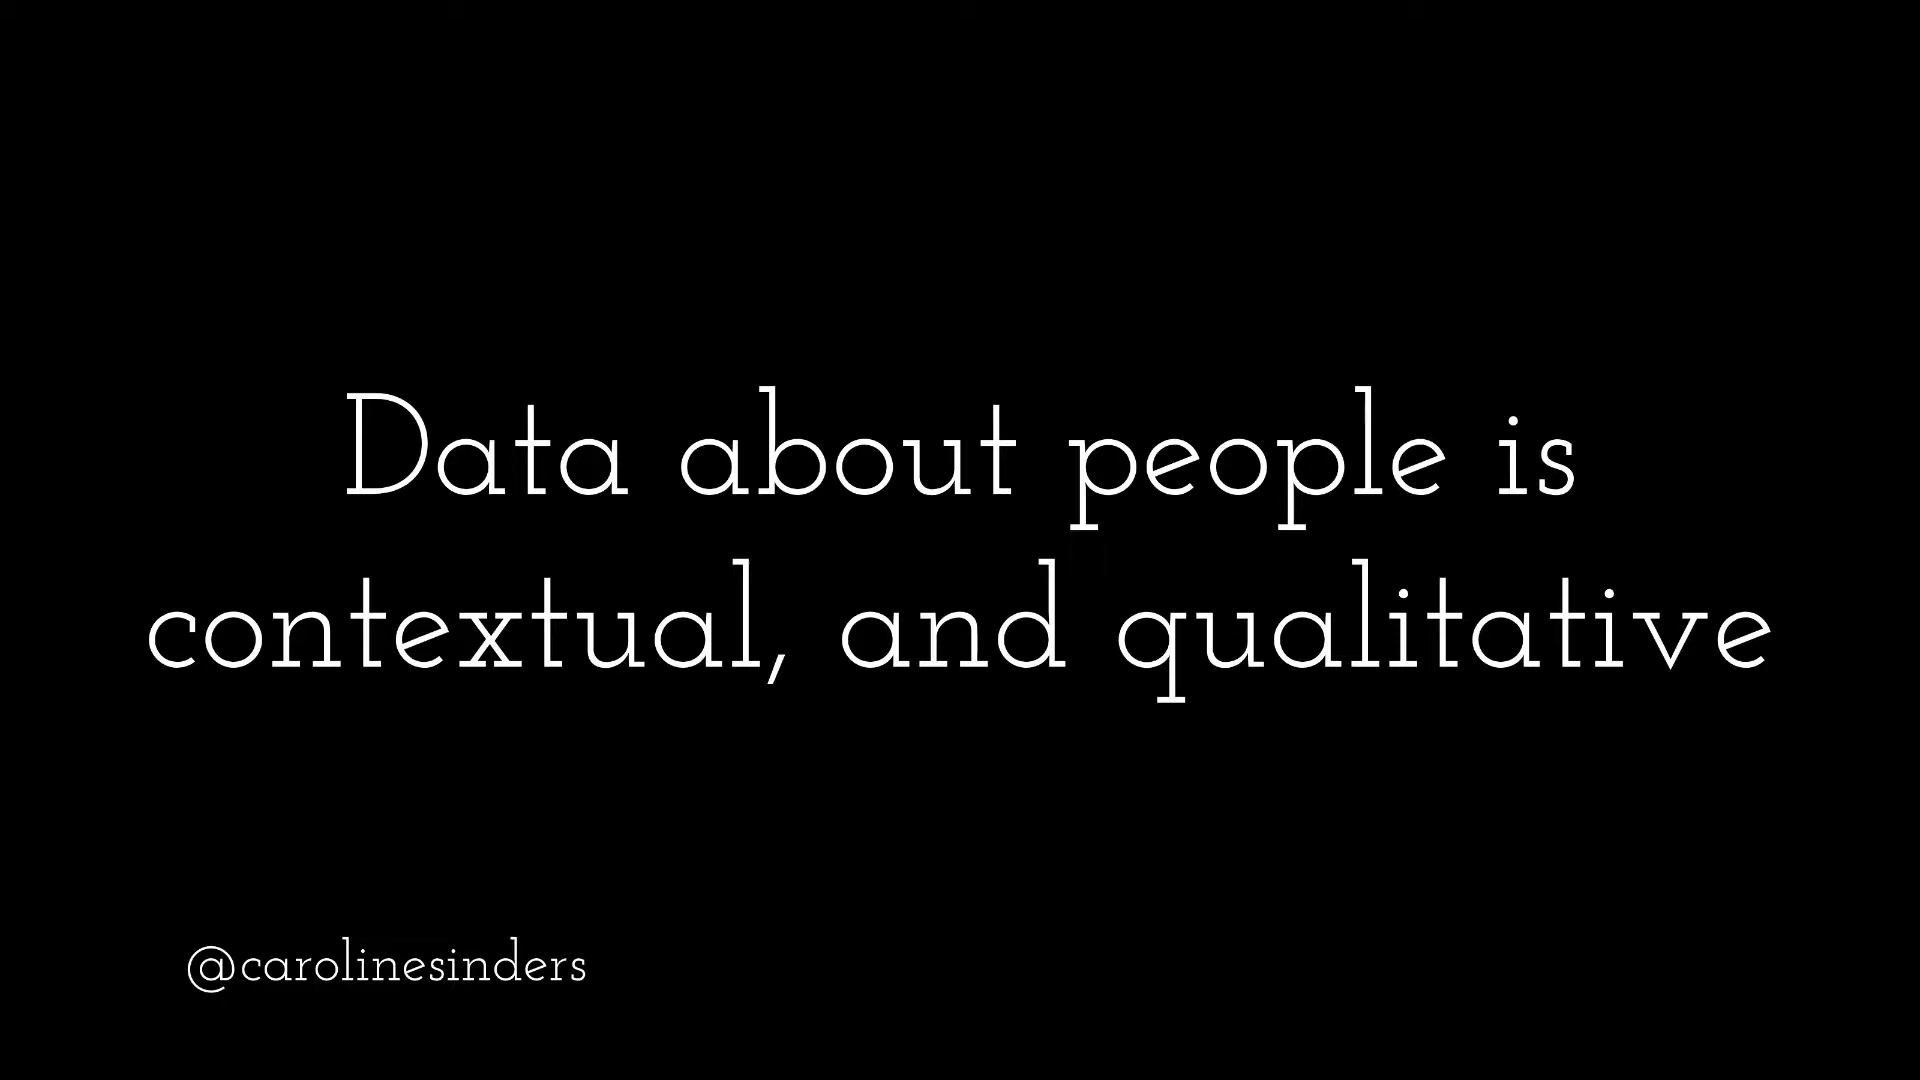 Data about people is
contextual, and qualitative
@carolinesinders